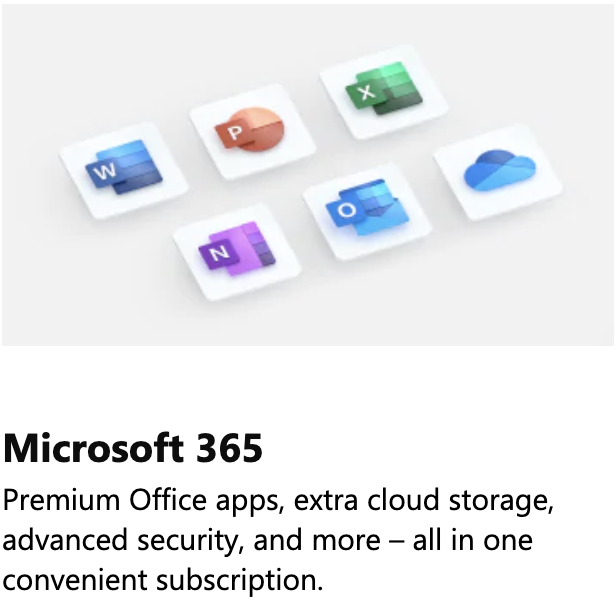 X
P
W
O
N
Microsoft 365
Premium Office apps, extra cloud storage,
advanced security, and more – all in one
convenient subscription.